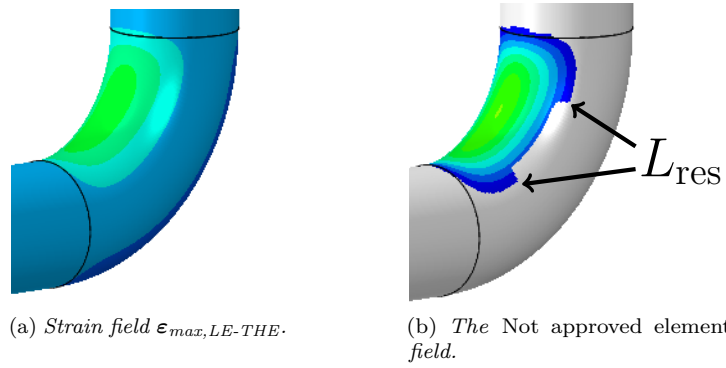 L_res
(a) Strain field ε_max,LE-THE.
(b) The Not approved element
field.